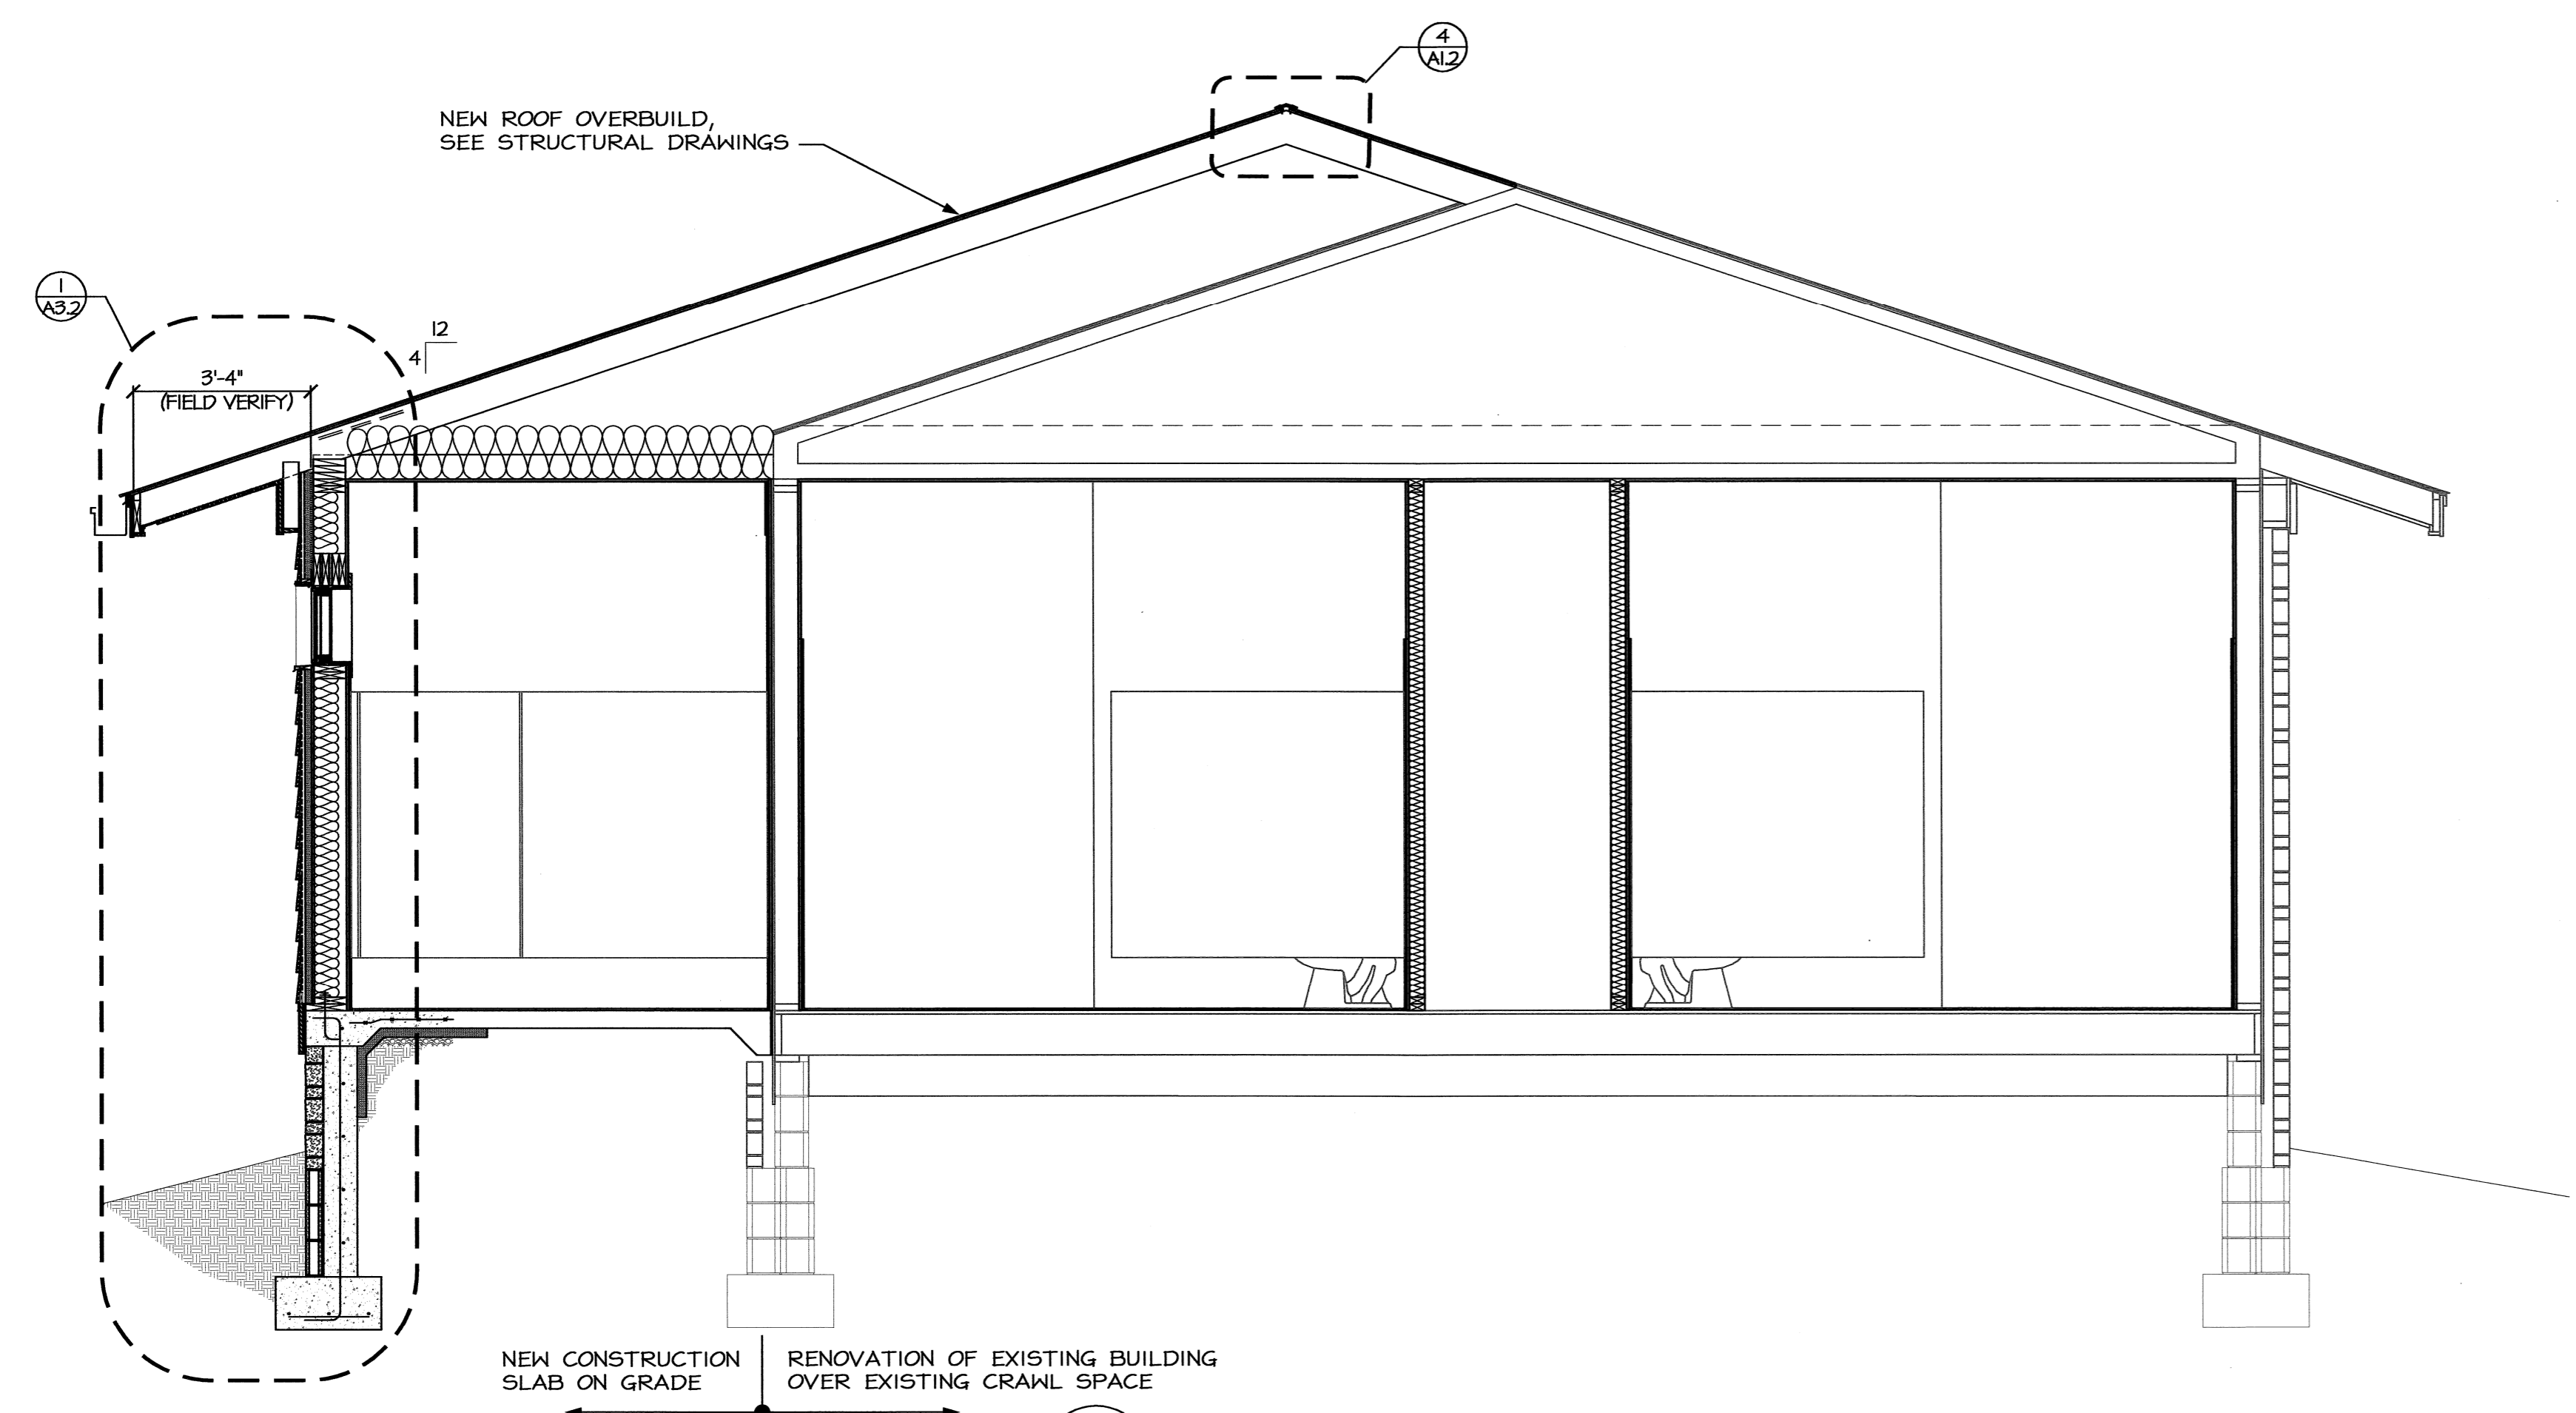 4
A1.2
NEW ROOF OVERBUILD,
SEE STRUCTURAL DRAWINGS
1
A3.2
12
4
3'-4"
(FIELD VERIFY)
NEW CONSTRUCTION
SLAB ON GRADE
RENOVATION OF EXISTING BUILDING
OVER EXISTING CRAWL SPACE